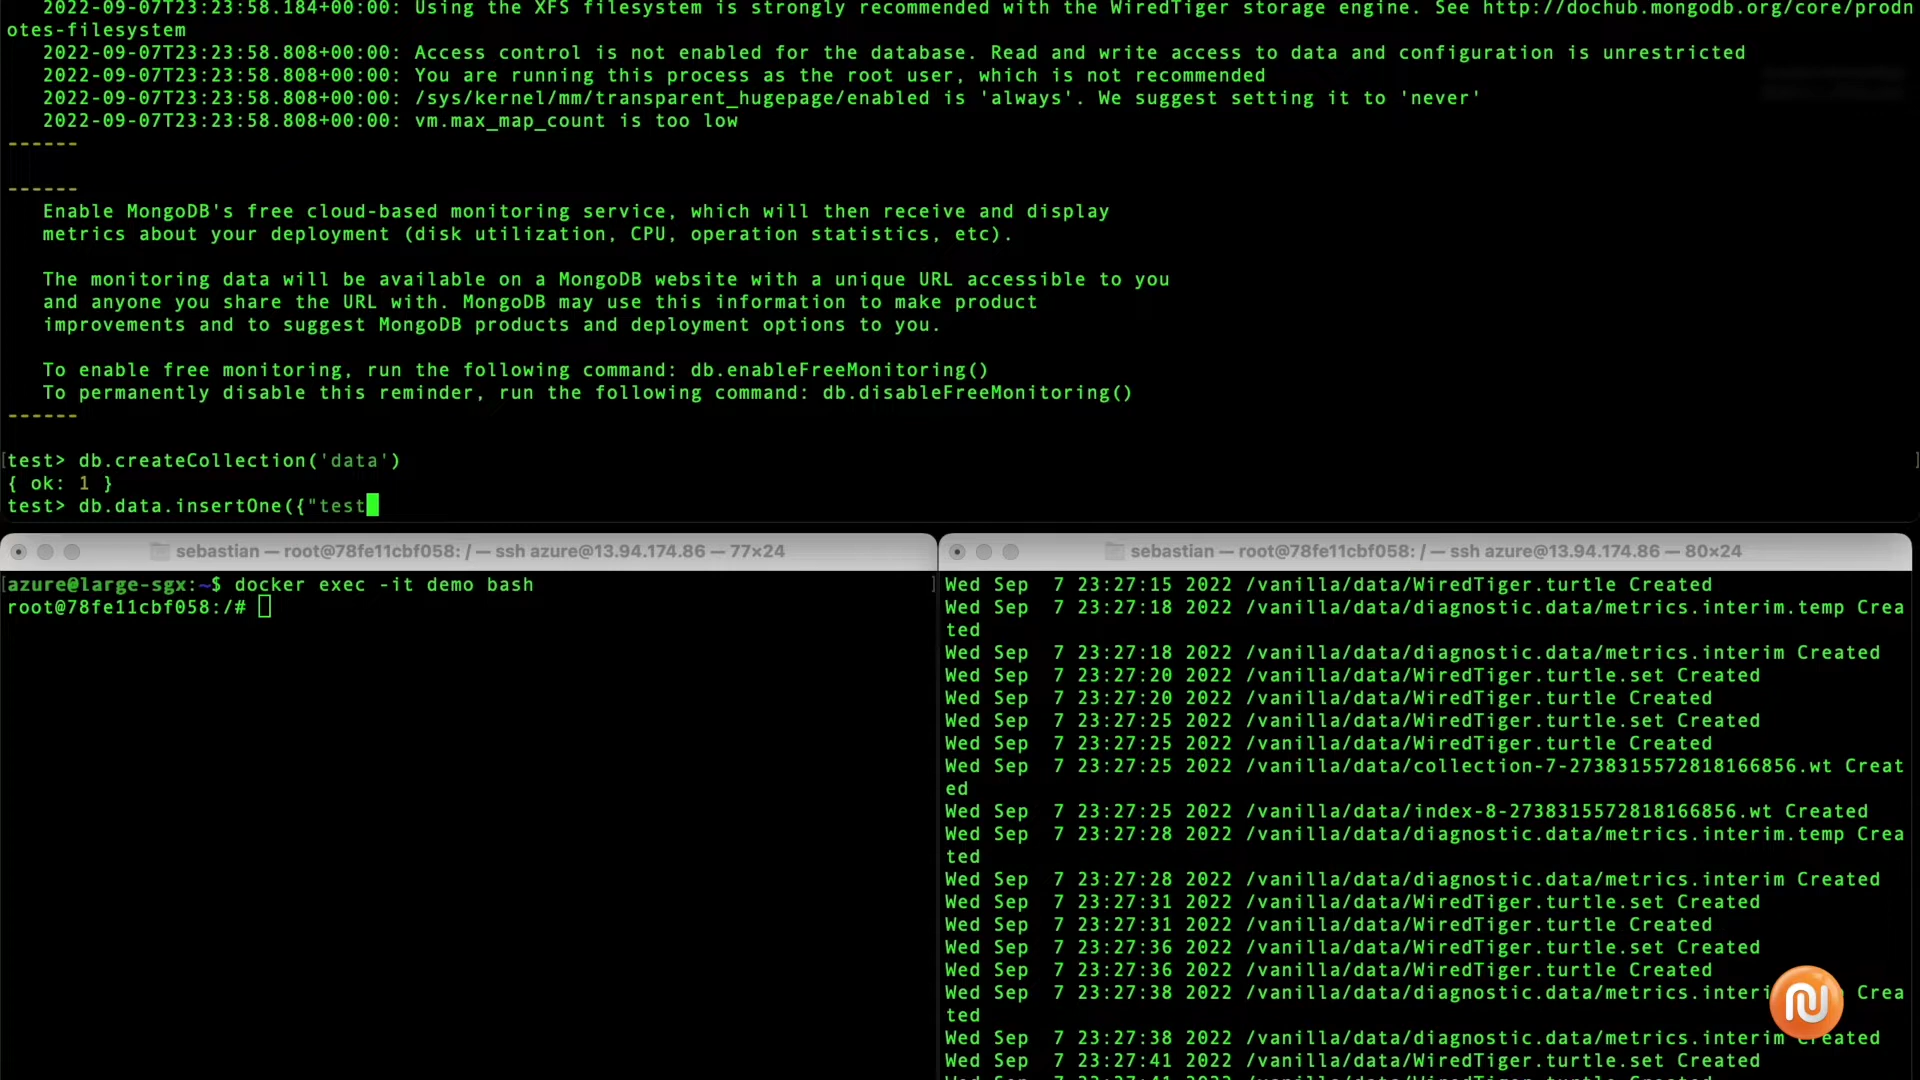 2022-09-07T23:23:58.184+00:00: Using the XFS filesystem is strongly recommended with the WiredTiger storage engine. See http://dochub.mongodb.org/core/prodn
otes-filesystem
2022-09-07T23:23:58.808+00:00: Access control is not enabled for the database. Read and write access to data and configuration is unrestricted
2022-09-07T23:23:58.808+00:00: You are running this process as the root user, which is not recommended
2022-09-07T23:23:58.808+00:00: /sys/kernel/mm/transparent_hugepage/enabled is 'always'. We suggest setting it to 'never'
2022-09-07T23:23:58.808+00:00: vm.max_map_count is too low
------
------
Enable MongoDB's free cloud-based monitoring service, which will then receive and display
metrics about your deployment (disk utilization, CPU, operation statistics, etc).
The monitoring data will be available on a MongoDB website with a unique URL accessible to you
and anyone you share the URL with. MongoDB may use this information to make product
improvements and to suggest MongoDB products and deployment options to you.
To enable free monitoring, run the following command: db.enableFreeMonitoring()
To permanently disable this reminder, run the following command: db.disableFreeMonitoring()
------
[test> db.createCollection('data') ]
{ ok: 1 }
test> db.data.insertOne({"test
sebastian — root@78fe11cbf058: / — ssh azure@13.94.174.86 — 77×24
[azure@large-sgx:~$ docker exec -it demo bash ]
root@78fe11cbf058:/#
sebastian — root@78fe11cbf058: / — ssh azure@13.94.174.86 — 80×24
Wed Sep  7 23:27:15 2022 /vanilla/data/WiredTiger.turtle Created
Wed Sep  7 23:27:18 2022 /vanilla/data/diagnostic.data/metrics.interim.temp Crea
ted
Wed Sep  7 23:27:18 2022 /vanilla/data/diagnostic.data/metrics.interim Created
Wed Sep  7 23:27:20 2022 /vanilla/data/WiredTiger.turtle.set Created
Wed Sep  7 23:27:20 2022 /vanilla/data/WiredTiger.turtle Created
Wed Sep  7 23:27:25 2022 /vanilla/data/WiredTiger.turtle.set Created
Wed Sep  7 23:27:25 2022 /vanilla/data/WiredTiger.turtle Created
Wed Sep  7 23:27:25 2022 /vanilla/data/collection-7-2738315572818166856.wt Creat
ed
Wed Sep  7 23:27:25 2022 /vanilla/data/index-8-2738315572818166856.wt Created
Wed Sep  7 23:27:28 2022 /vanilla/data/diagnostic.data/metrics.interim.temp Crea
ted
Wed Sep  7 23:27:28 2022 /vanilla/data/diagnostic.data/metrics.interim Created
Wed Sep  7 23:27:31 2022 /vanilla/data/WiredTiger.turtle.set Created
Wed Sep  7 23:27:31 2022 /vanilla/data/WiredTiger.turtle Created
Wed Sep  7 23:27:36 2022 /vanilla/data/WiredTiger.turtle.set Created
Wed Sep  7 23:27:36 2022 /vanilla/data/WiredTiger.turtle Created
Wed Sep  7 23:27:38 2022 /vanilla/data/diagnostic.data/metrics.interi Crea
ted
Wed Sep  7 23:27:38 2022 /vanilla/data/diagnostic.data/metrics.interim Created
Wed Sep  7 23:27:41 2022 /vanilla/data/WiredTiger.turtle.set Created